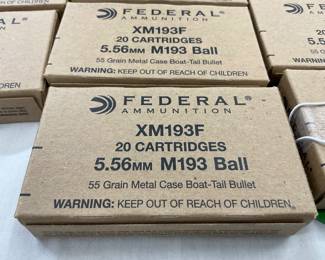 FEDERAL®
AMMUNITION
XM193F
20 CARTRIDGES
5.56MM M193 Ball
55 Grain Metal Case Boat-Tail Bullet
WARNING: KEEP OUT OF REACH OF CHILDREN
FEDERAL®
AMMUNITION
XM193F
20 CARTRIDGES
5.56MM M193 Ball
55 Grain Metal Case Boat-Tail Bullet
WARNING: KEEP OUT OF REACH OF CHILDREN.